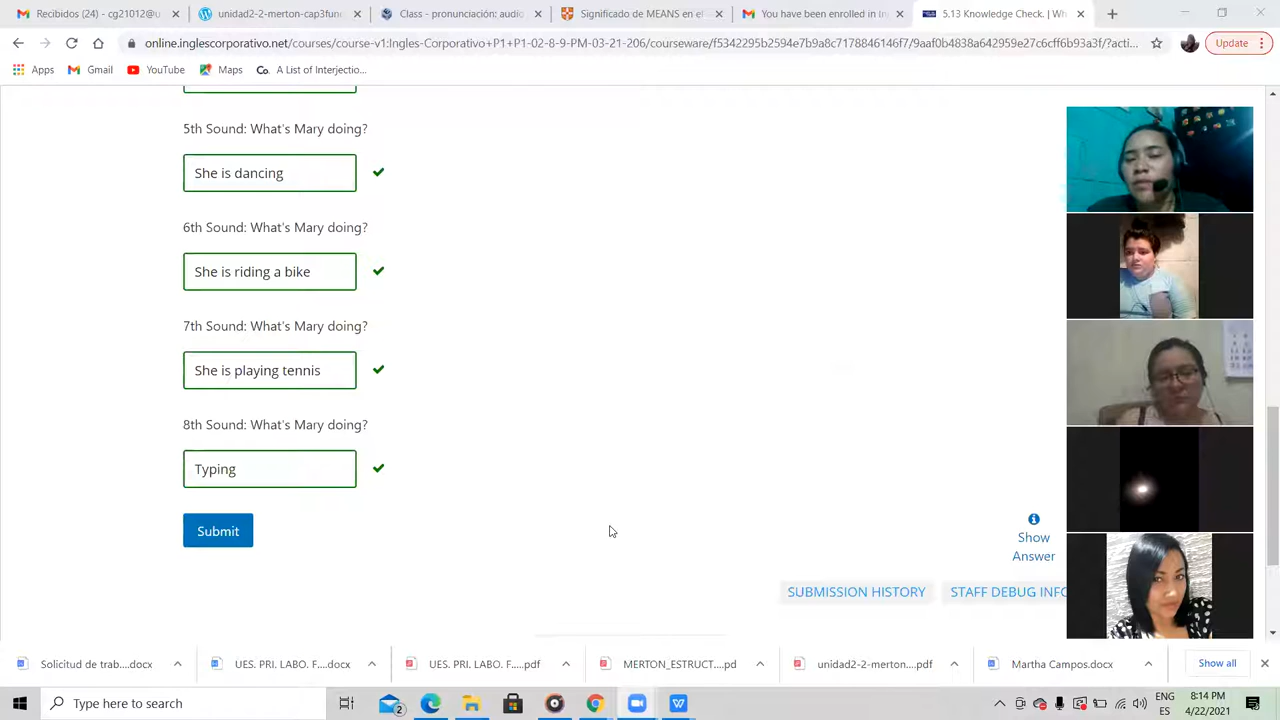 Recibidos (24) - cg21012@u
unidad2-2-merton-cap3fun
Class - pronunciación; audio
Significado de MEANS en el
You have been enrolled in In
5.13 Knowledge Check. | Wh
online.inglescorporativo.net/courses/course-v1:Ingles-Corporativo+P1+P1-02-8-9-PM-03-21-206/courseware/f5342295b2594e7b9a8c7178846146f7/9aaf0b4838a642959e27c6cff6b93a3f/?acti...
Update
Apps
Gmail
YouTube
Maps
Co.
A List of Interjectio...
5th Sound: What's Mary doing?
She is dancing
6th Sound: What's Mary doing?
She is riding a bike
7th Sound: What's Mary doing?
She is playing tennis
8th Sound: What's Mary doing?
Typing
Submit
Show
Answer
SUBMISSION HISTORY
STAFF DEBUG INFO
Solicitud de trab....docx
UES. PRI. LABO. F....docx
UES. PRI. LABO. F....pdf
MERTON_ESTRUCT....pd
unidad2-2-merton....pdf
Martha Campos.docx
Show all
Type here to search
2
ENG
ES
8:14 PM
4/22/2021